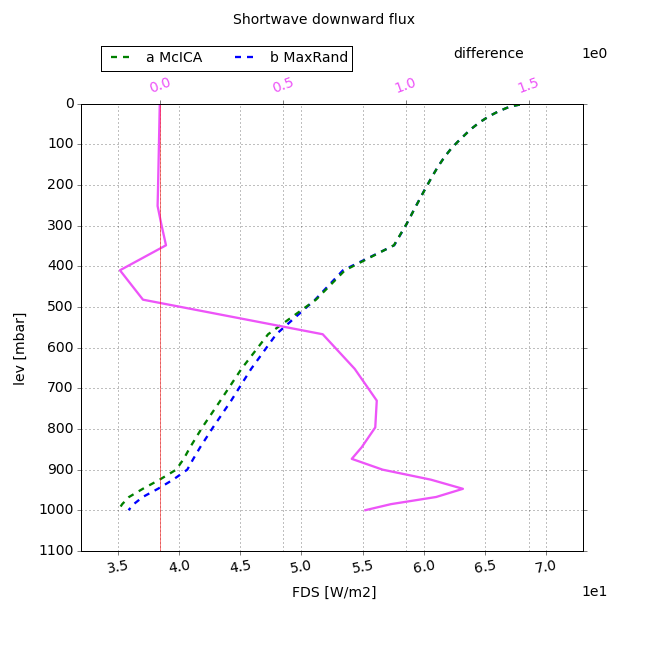 Shortwave downward flux
a McICA b MaxRand difference 1e0
0.0 0.5 1.0 1.5
0
100
200
300
400
500
600
700
800
900
1000
1100
lev [mbar]
3.5 4.0 4.5 5.0 5.5 6.0 6.5 7.0
FDS [W/m2] 1e1